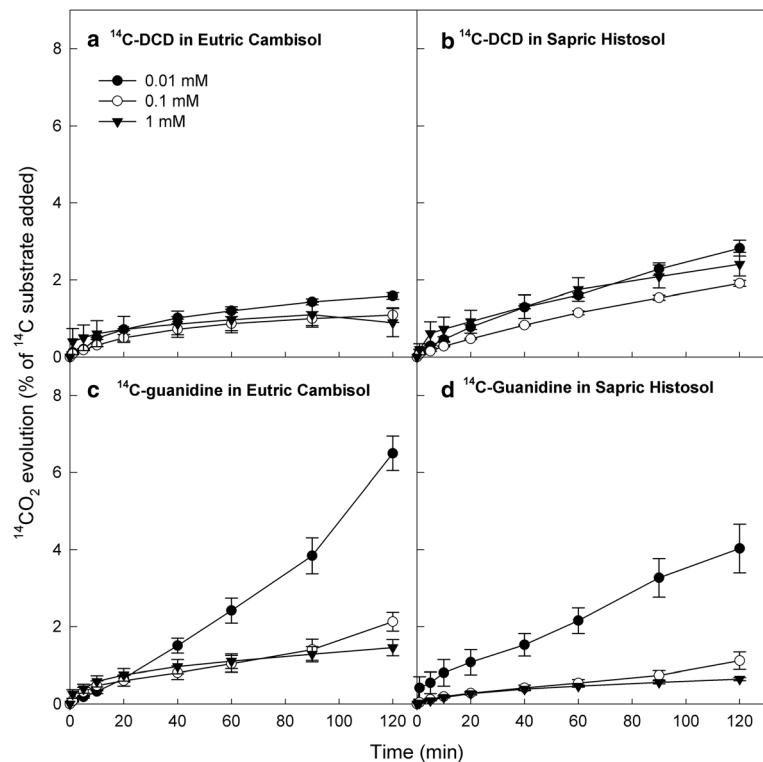 a ¹⁴C-DCD in Eutric Cambisol
b ¹⁴C-DCD in Sapric Histosol
0.01 mM
0.1 mM
1 mM
8
6
4
2
0
c ¹⁴C-guanidine in Eutric Cambisol
d ¹⁴C-Guanidine in Sapric Histosol
8
6
4
2
0
¹⁴CO₂ evolution (% of ¹⁴C substrate added)
0 20 40 60 80 100 120
0 20 40 60 80 100 120
Time (min)